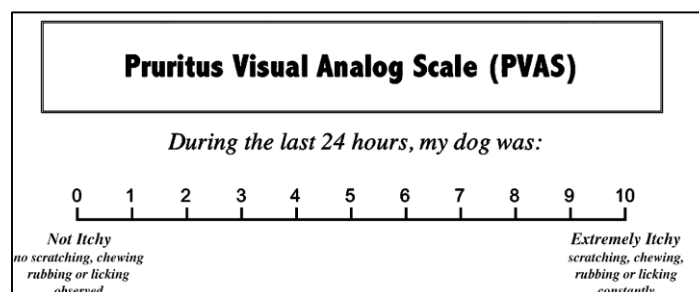 Pruritus Visual Analog Scale (PVAS)
During the last 24 hours, my dog was:
0 1 2 3 4 5 6 7 8 9 10
Not Itchy
no scratching, chewing
rubbing or licking
observed
Extremely Itchy
scratching, chewing,
rubbing or licking
constantly